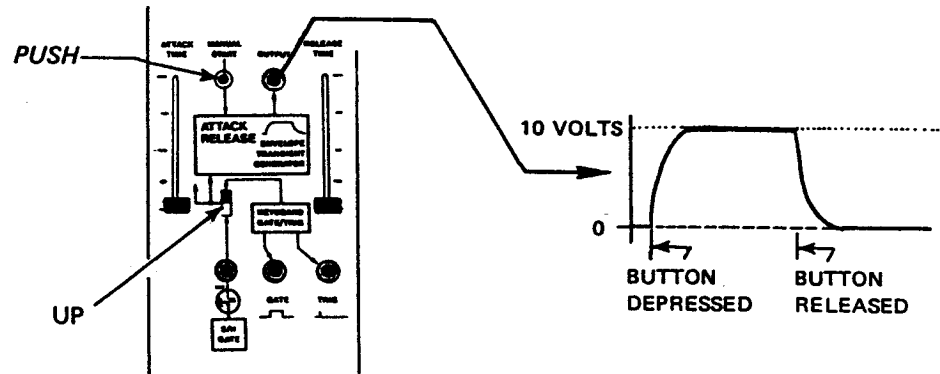 ATTACK TIME
MANUAL START
OUTPUT
RELEASE TIME
PUSH
ATTACK RELEASE
ENVELOPE TRANSIENT GENERATOR
KEYBOARD GATE/TRIG
UP
GATE
TRIG
S/H GATE
10 VOLTS
0
BUTTON DEPRESSED
BUTTON RELEASED